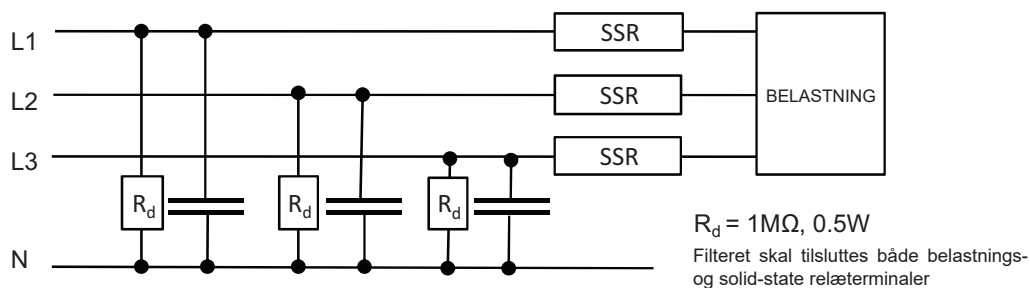 L1
SSR
L2
SSR
BELASTNING
L3
SSR
Rd
Rd
Rd
Rd = 1MΩ, 0.5W
N
Filteret skal tilsluttes både belastnings-
og solid-state relæterminaler